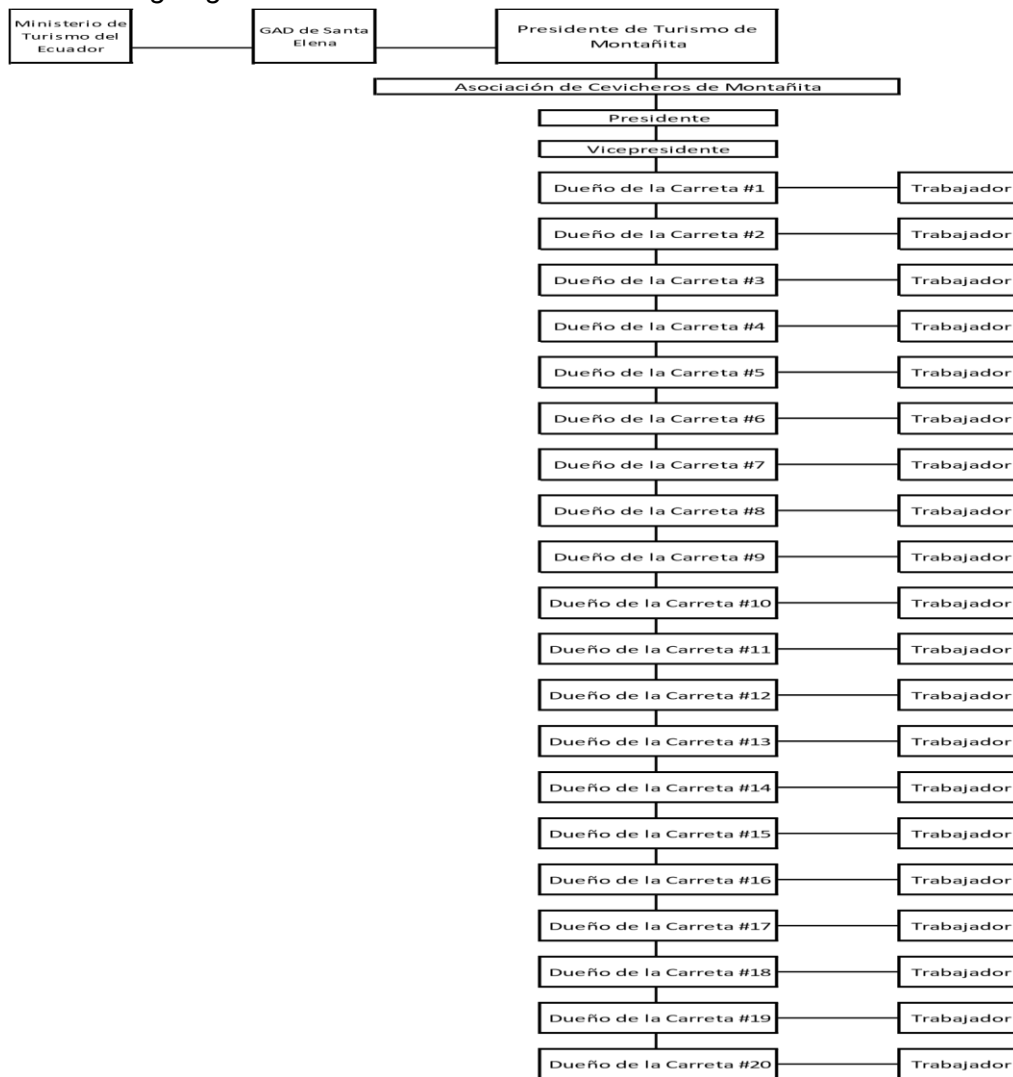 Ministerio de
Turismo del
Ecuador
GAD de Santa
Elena
Presidente de Turismo de
Montañita
Asociación de Cevicheros de Montañita
Presidente
Vicepresidente
Dueño de la Carreta #1
Trabajador
Dueño de la Carreta #2
Trabajador
Dueño de la Carreta #3
Trabajador
Dueño de la Carreta #4
Trabajador
Dueño de la Carreta #5
Trabajador
Dueño de la Carreta #6
Trabajador
Dueño de la Carreta #7
Trabajador
Dueño de la Carreta #8
Trabajador
Dueño de la Carreta #9
Trabajador
Dueño de la Carreta #10
Trabajador
Dueño de la Carreta #11
Trabajador
Dueño de la Carreta #12
Trabajador
Dueño de la Carreta #13
Trabajador
Dueño de la Carreta #14
Trabajador
Dueño de la Carreta #15
Trabajador
Dueño de la Carreta #16
Trabajador
Dueño de la Carreta #17
Trabajador
Dueño de la Carreta #18
Trabajador
Dueño de la Carreta #19
Trabajador
Dueño de la Carreta #20
Trabajador